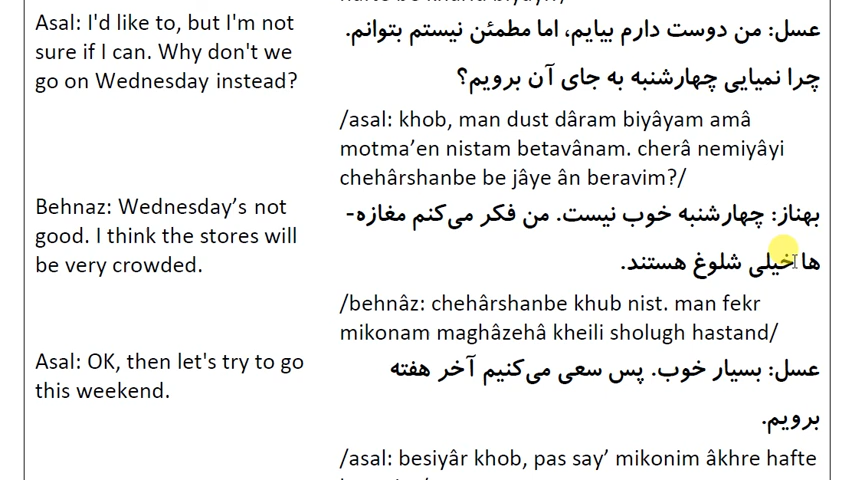 Asal: I'd like to, but I'm not
sure if I can. Why don't we
go on Wednesday instead?
عسل: من دوست دارم بیایم، اما مطمئن نیستم بتوانم.
چرا نمیایی چهارشنبه به جای آن برویم؟
/asal: khob, man dust dâram biyâyam amâ
motma’en nistam betavânam. cherâ nemiyâyi
chehârshanbe be jâye ân beravim?/
Behnaz: Wednesday’s not
good. I think the stores will
be very crowded.
بهناز: چهارشنبه خوب نیست. من فکر می‌کنم مغازه-
ها خیلی شلوغ هستند.
/behnâz: chehârshanbe khub nist. man fekr
mikonam maghâzehâ kheili sholugh hastand/
Asal: OK, then let's try to go
this weekend.
عسل: بسیار خوب. پس سعی می‌کنیم آخر هفته
برویم.
/asal: besiyâr khob, pas say’ mikonim âkhre hafte